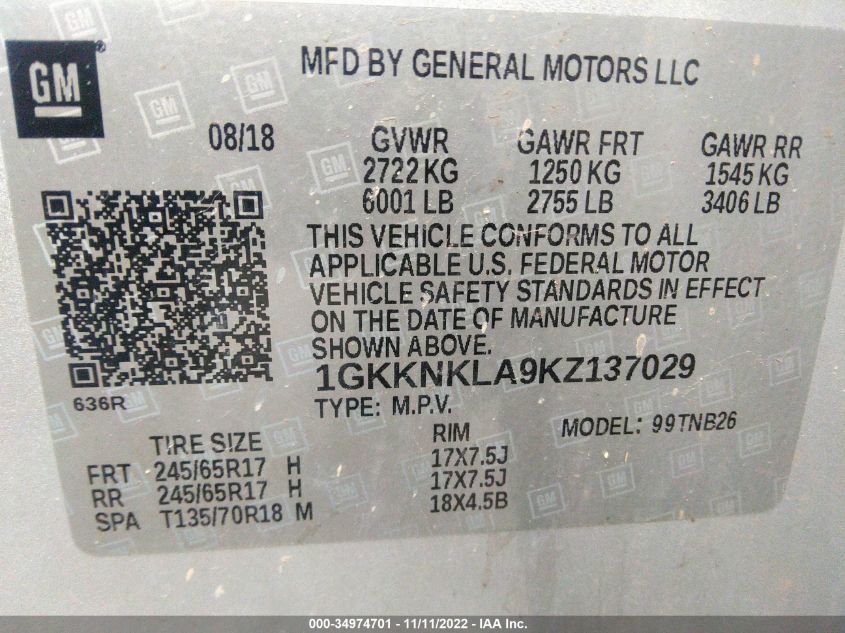 GM
MFD BY GENERAL MOTORS LLC
08/18 GVWR GAWR FRT GAWR RR
2722 KG 1250 KG 1545 KG
6001 LB 2755 LB 3406 LB
THIS VEHICLE CONFORMS TO ALL
APPLICABLE U.S. FEDERAL MOTOR
VEHICLE SAFETY STANDARDS IN EFFECT
ON THE DATE OF MANUFACTURE
SHOWN ABOVE.
1GKKNKLA9KZ137029
636R
TYPE: M.P.V. MODEL: 99TNB26
TIRE SIZE RIM
FRT 245/65R17 H 17X7.5J
RR 245/65R17 H 17X7.5J
SPA T135/70R18 M 18X4.5B
000-34974701 - 11/11/2022 - IAA Inc.